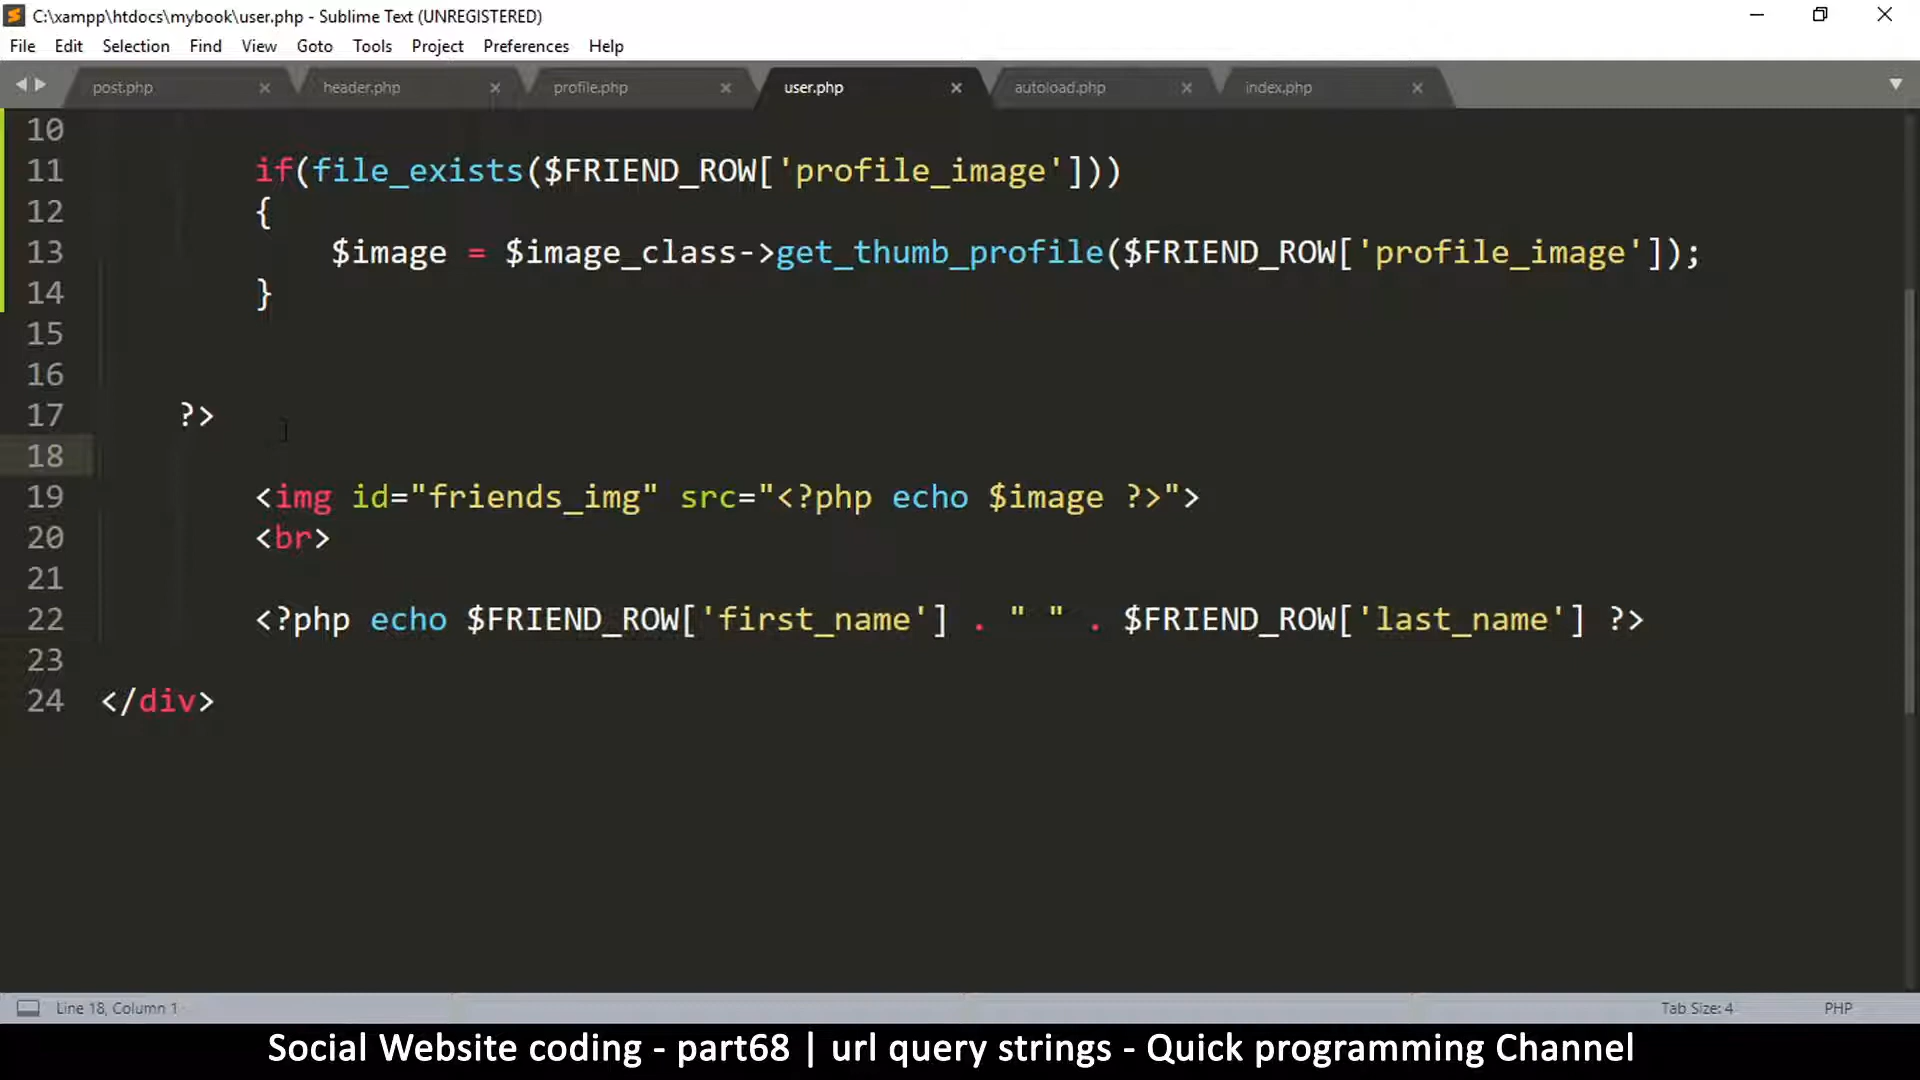 C:\xampp\htdocs\mybook\user.php - Sublime Text (UNREGISTERED)
File Edit Selection Find View Goto Tools Project Preferences Help
post.php header.php profile.php user.php autoload.php index.php
10
11 if(file_exists($FRIEND_ROW['profile_image']))
12 {
13 $image = $image_class->get_thumb_profile($FRIEND_ROW['profile_image']);
14 }
15
16
17 ?>
18
19 <img id="friends_img" src="<?php echo $image ?>">
20 <br>
21
22 <?php echo $FRIEND_ROW['first_name'] . " " . $FRIEND_ROW['last_name'] ?>
23
24 </div>
Line 18, Column 1 Tab Size: 4 PHP
Social Website coding - part68 | url query strings - Quick programming Channel